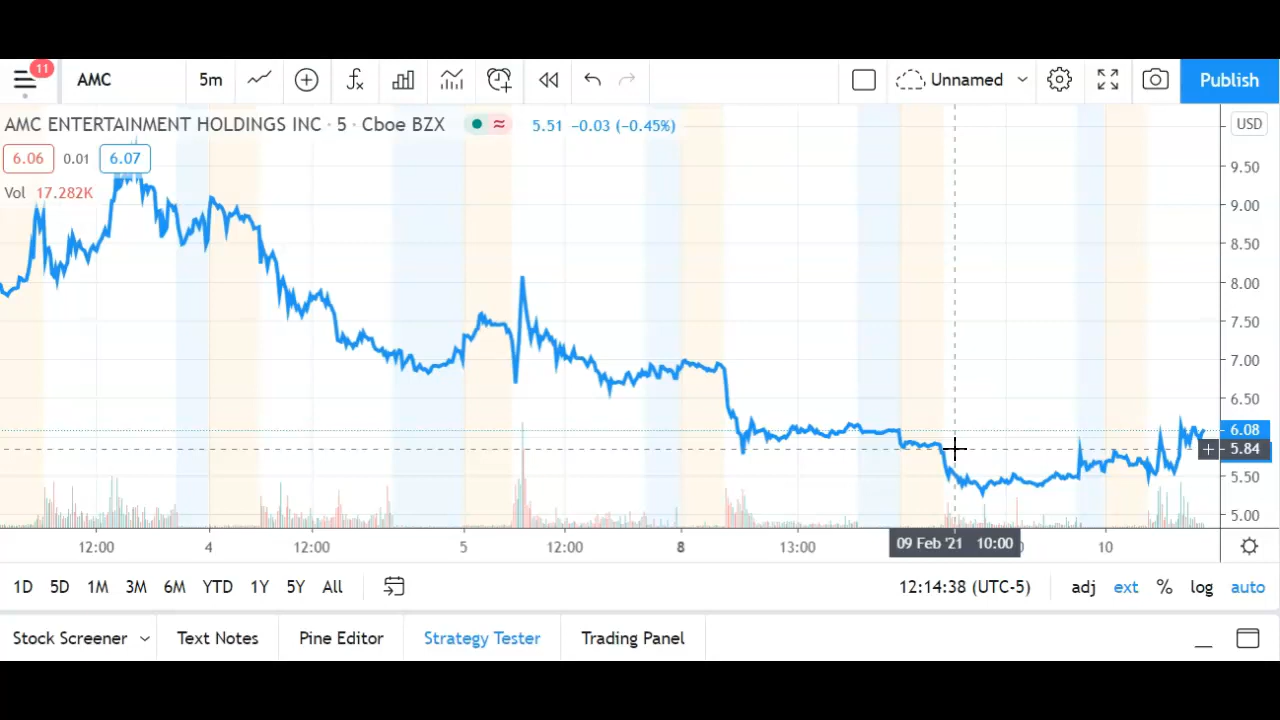 11
AMC 5m Unnamed Publish
AMC ENTERTAINMENT HOLDINGS INC · 5 · Cboe BZX 5.51 −0.03 (−0.45%) USD
6.06 0.01 6.07
Vol 17.282K
9.50
9.00
8.50
8.00
7.50
7.00
6.50
6.08
5.84
5.50
5.00
12:00 4 12:00 5 12:00 8 13:00 09 Feb '21 10:00 10
1D 5D 1M 3M 6M YTD 1Y 5Y All 12:14:38 (UTC-5) adj ext % log auto
Stock Screener Text Notes Pine Editor Strategy Tester Trading Panel